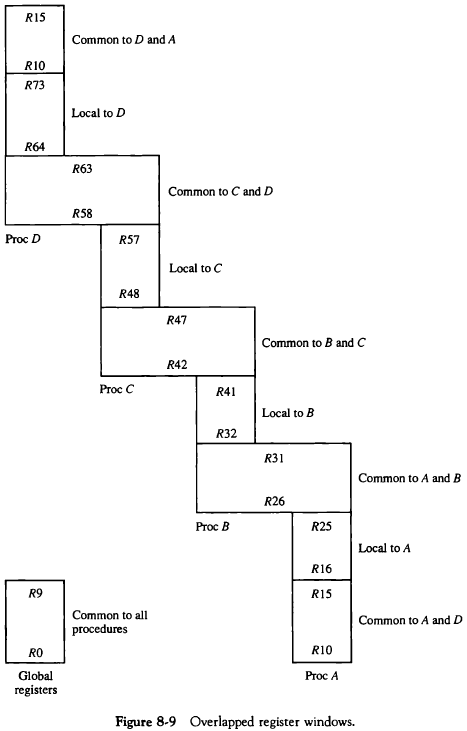 R15
Common to D and A
R10
R73
Local to D
R64
R63
Common to C and D
R58
Proc D
R57
Local to C
R48
R47
Common to B and C
R42
Proc C
R41
Local to B
R32
R31
Common to A and B
R26
Proc B
R25
Local to A
R16
R15
Common to A and D
R10
Proc A
R9
Common to all
procedures
R0
Global
registers
Figure 8-9 Overlapped register windows.